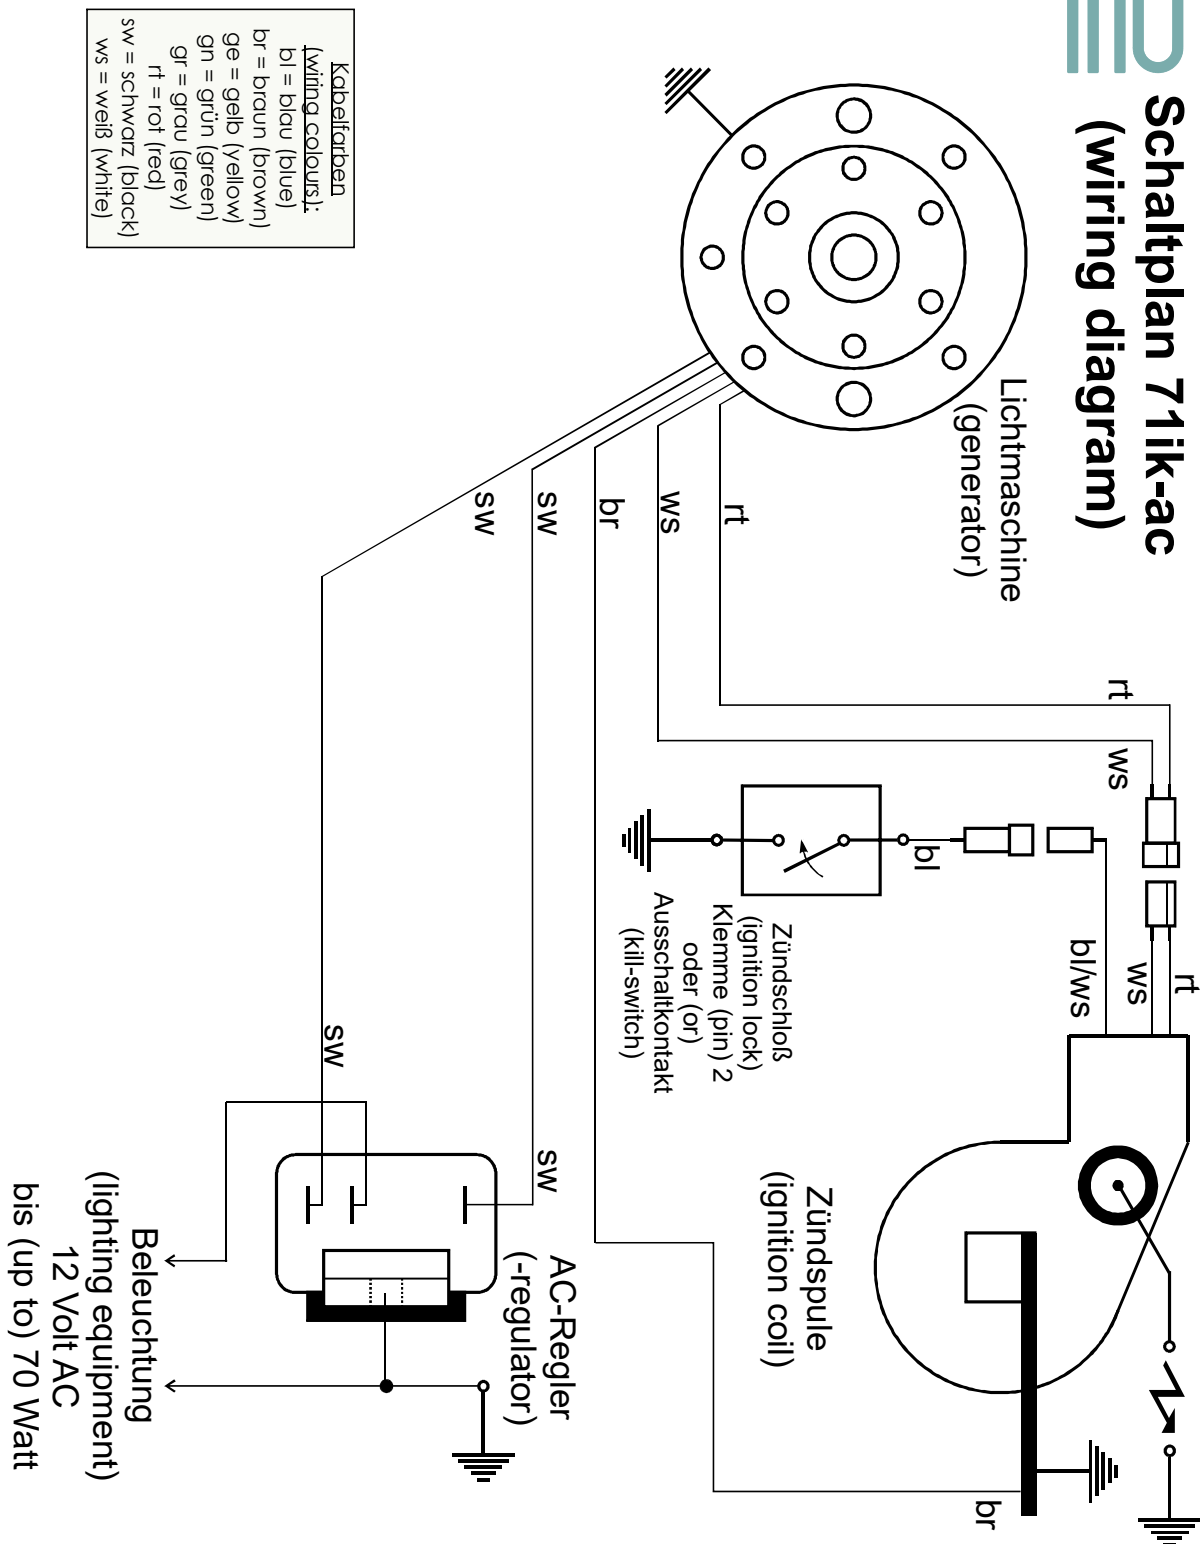 Schaltplan 71ik-ac
(wiring diagram)
Lichtmaschine
(generator)
rt
ws
br
sw
sw
rt
ws
rt
ws
bl/ws
bl
Zündschloß
(ignition lock)
Klemme (pin) 2
oder (or)
Ausschaltkontakt
(kill-switch)
Zündspule
(ignition coil)
br
sw
sw
AC-Regler
(-regulator)
Beleuchtung
(lighting equipment)
12 Volt AC
bis (up to) 70 Watt
Kabelfarben
(wiring colours):
bl = blau (blue)
br = braun (brown)
ge = gelb (yellow)
gn = grün (green)
gr = grau (grey)
rt = rot (red)
sw = schwarz (black)
ws = weiß (white)